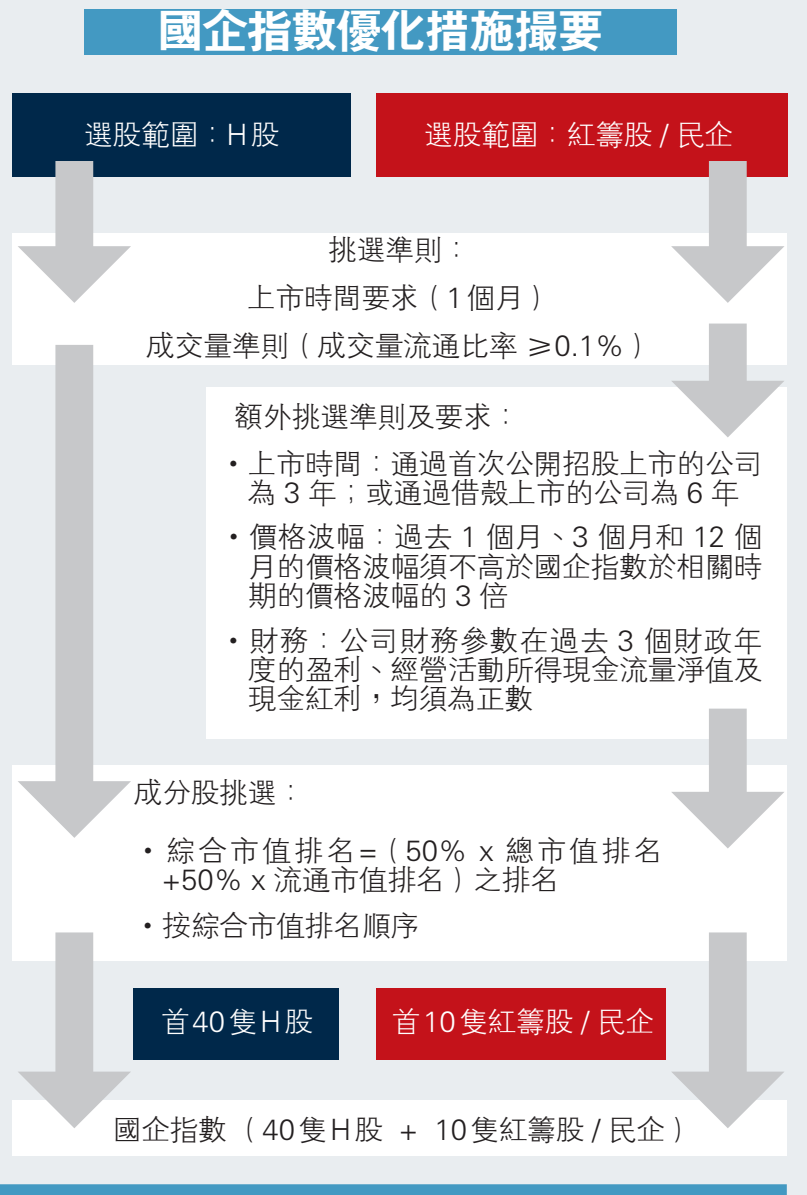 國企指數優化措施撮要
選股範圍：H股
選股範圍：紅籌股 / 民企
挑選準則：
上市時間要求（1個月）
成交量準則（成交量流通比率 ≥0.1%）
額外挑選準則及要求：
•上市時間：通過首次公開招股上市的公司
為 3 年；或通過借殼上市的公司為 6 年
•價格波幅：過去 1 個月、3 個月和 12 個
月的價格波幅須不高於國企指數於相關時
期的價格波幅的 3 倍
•財務：公司財務參數在過去 3 個財政年
度的盈利、經營活動所得現金流量淨值及
現金紅利，均須為正數
成分股挑選：
•綜合市值排名=（50% x 總市值排名
+50% x 流通市值排名）之排名
•按綜合市值排名順序
首40隻H股
首10隻紅籌股 / 民企
國企指數 （40隻H股 + 10隻紅籌股 / 民企）